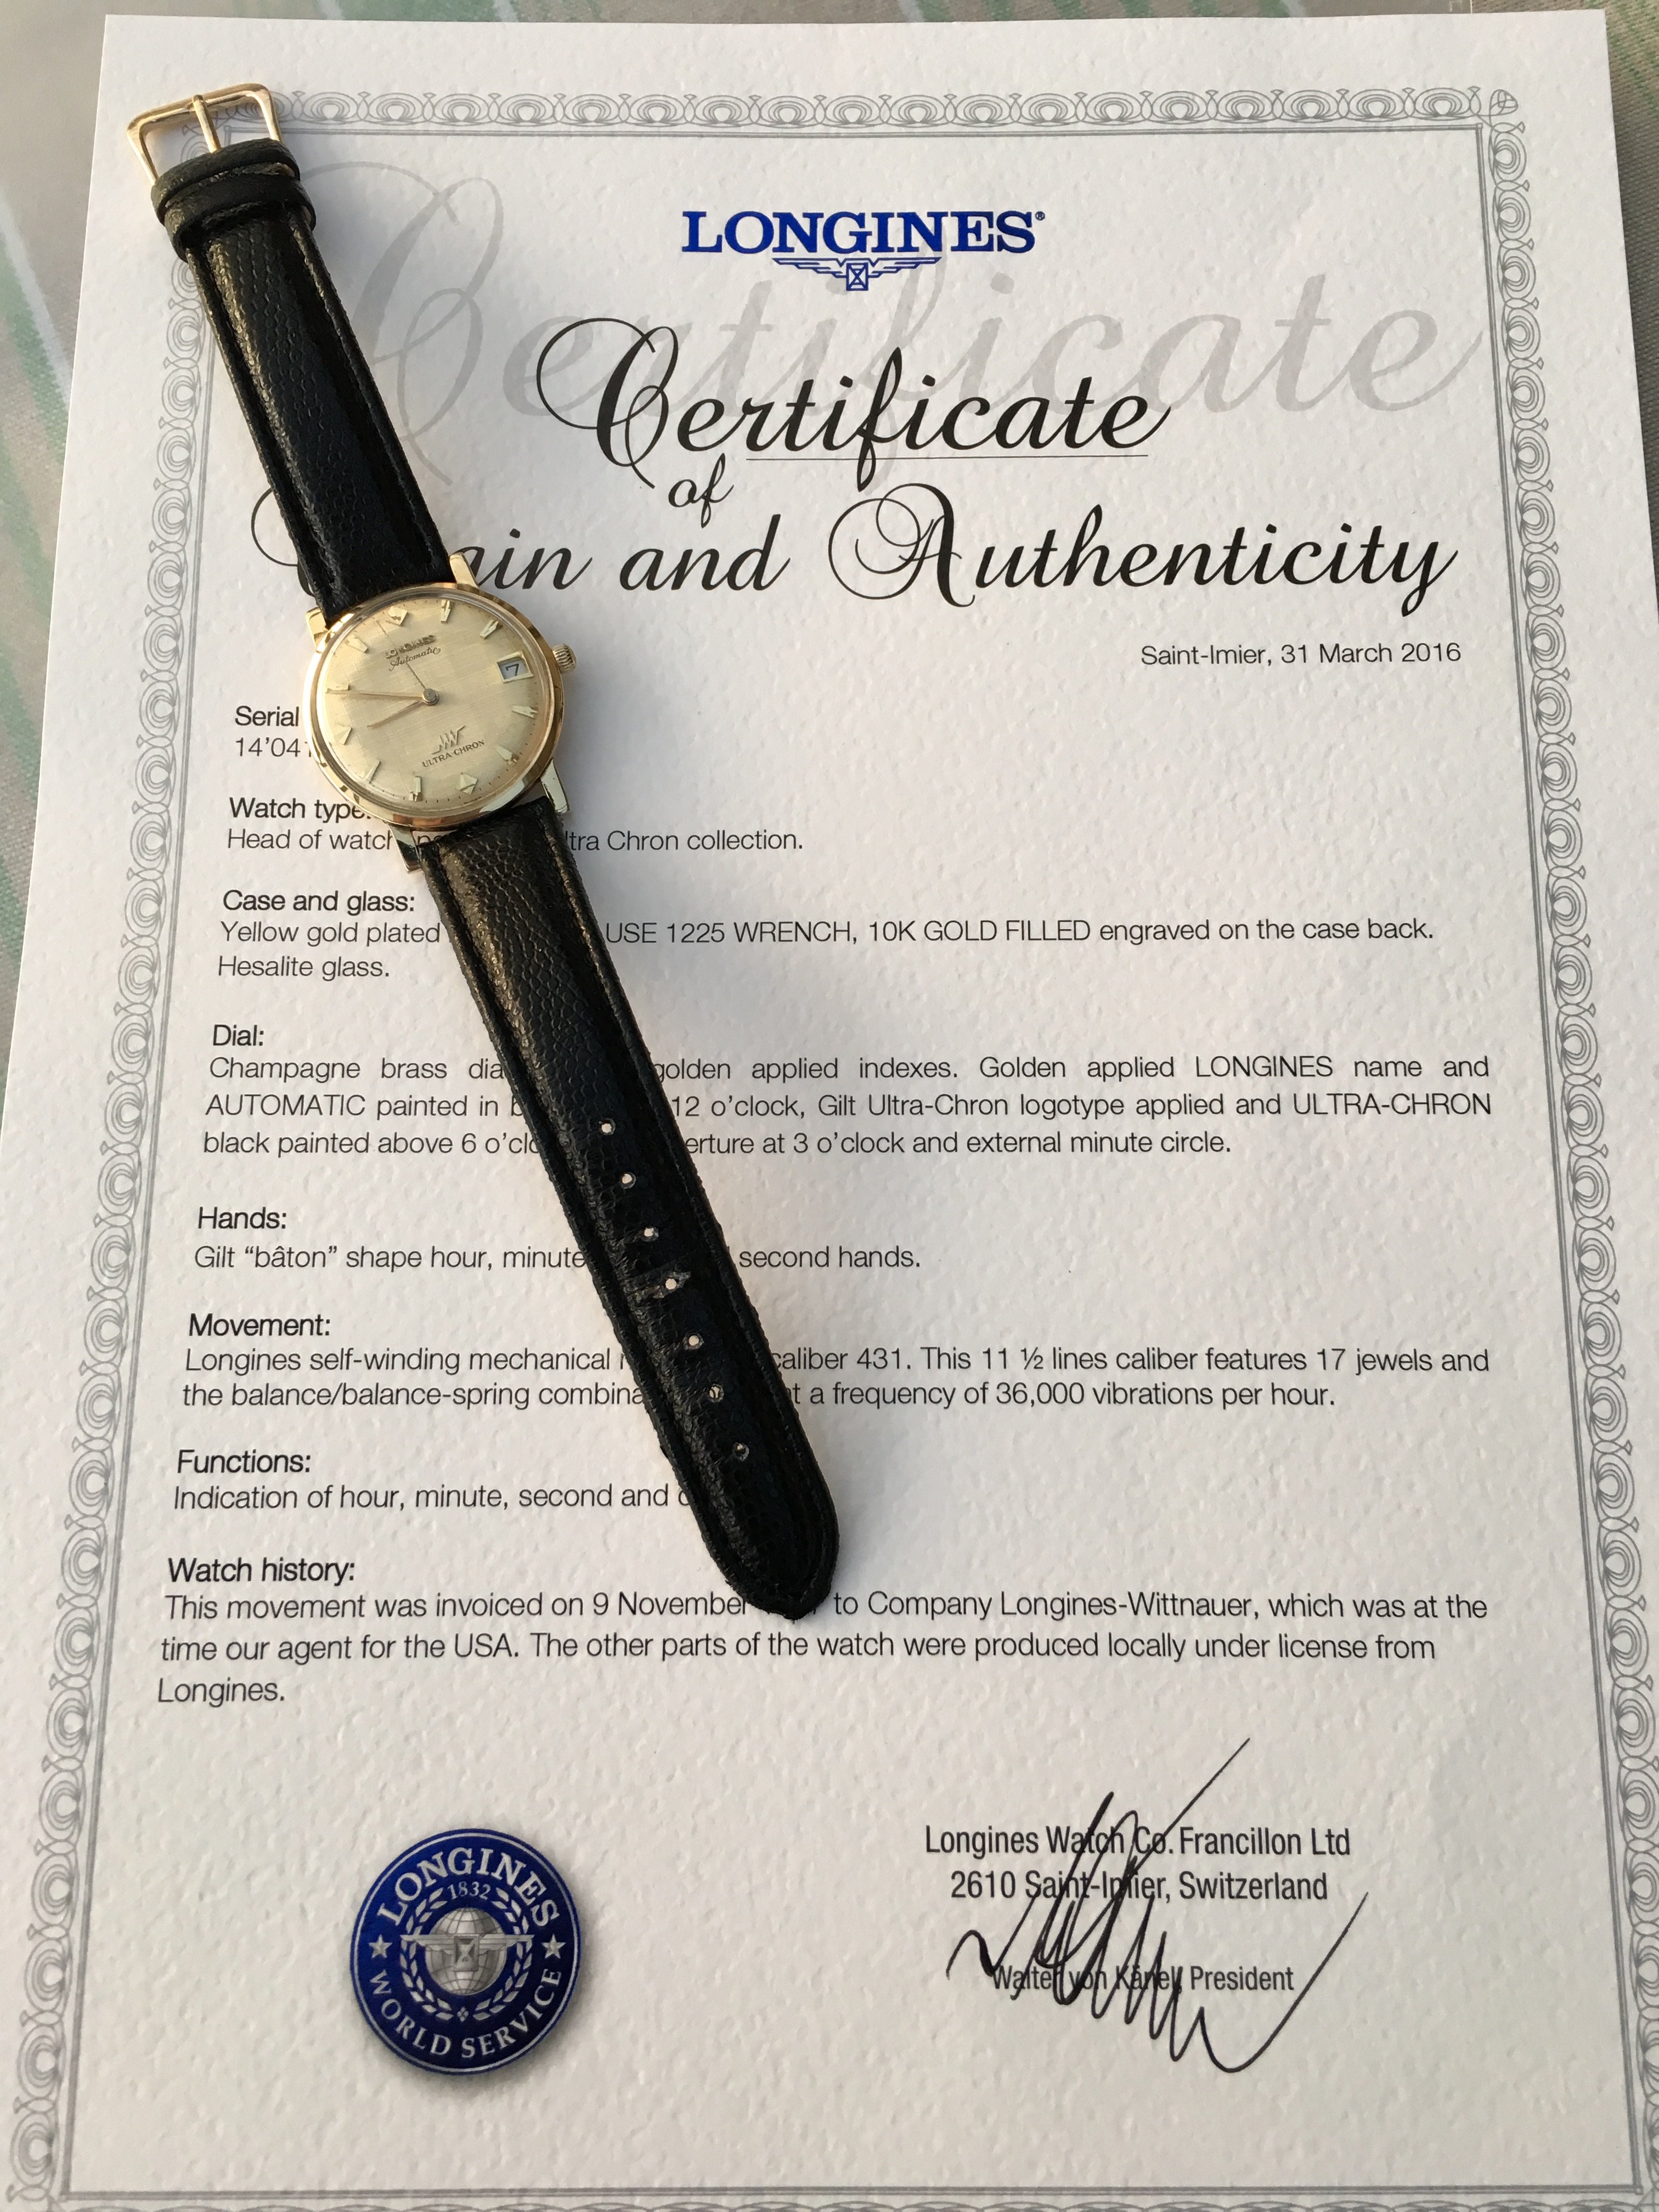 LONGINES®
Certificate
Certificate
of
and Authenticity
Saint-Imier, 31 March 2016
LONGINES
Automatic
7
ULTRA-CHRON
Serial
14'04
Watch type:
Head of watch Ultra Chron collection.
Case and glass:
Yellow gold plated USE 1225 WRENCH, 10K GOLD FILLED engraved on the case back.
Hesalite glass.
Dial:
Champagne brass golden applied indexes. Golden applied LONGINES name and
AUTOMATIC painted in 12 o'clock, Gilt Ultra-Chron logotype applied and ULTRA-CHRON
black painted above 6 at 3 o'clock and external minute circle.
Hands:
Gilt “bâton” shape hour, minute second hands.
Movement:
Longines self-winding mechanical caliber 431. This 11 ½ lines caliber features 17 jewels and
the balance/balance-spring a frequency of 36,000 vibrations per hour.
Functions:
Indication of hour, minute, second and
Watch history:
This movement was invoiced on 9 November to Company Longines-Wittnauer, which was at the
time our agent for the USA. The other parts of the watch were produced locally under license from
Longines.
Longines Watch Co. Francillon Ltd
2610 Saint-Imier, Switzerland
Walter von Känel, President
LONGINES
1832
WORLD SERVICE